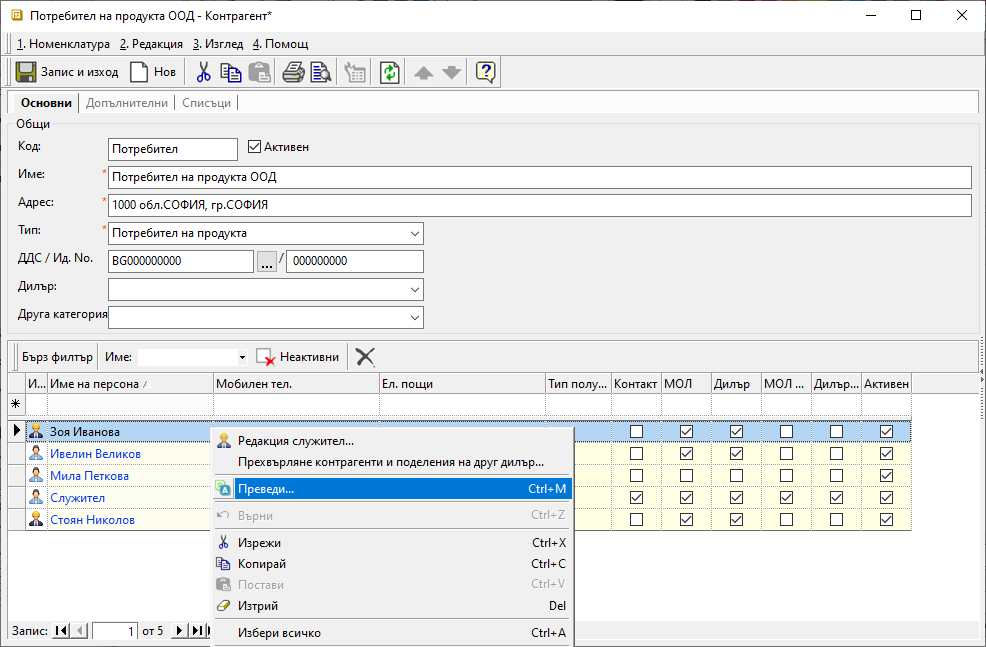 Потребител на продукта ООД - Контрагент*
1. Номенклатура 2. Редакция 3. Изглед 4. Помощ
Запис и изход Нов
Основни Допълнителни Списъци
Общи
Код: Потребител Активен
Име: * Потребител на продукта ООД
Адрес: * 1000 обл.СОФИЯ, гр.СОФИЯ
Тип: * Потребител на продукта
ДДС / Ид. No. BG000000000 ... / 000000000
Дилър:
Друга категория
Бърз филтър Име: Неактивни
И... Име на персона Мобилен тел. Ел. пощи Тип полу... Контакт МОЛ Дилър МОЛ ... Дилър... Активен
Зоя Иванова
Ивелин Великов
Мила Петкова
Служител
Стоян Николов
Редакция служител...
Прехвърляне контрагенти и поделения на друг дилър...
Преведи... Ctrl+M
Върни Ctrl+Z
Изрежи Ctrl+X
Копирай Ctrl+C
Постави Ctrl+V
Изтрий Del
Избери всичко Ctrl+A
Запис: 1 от 5